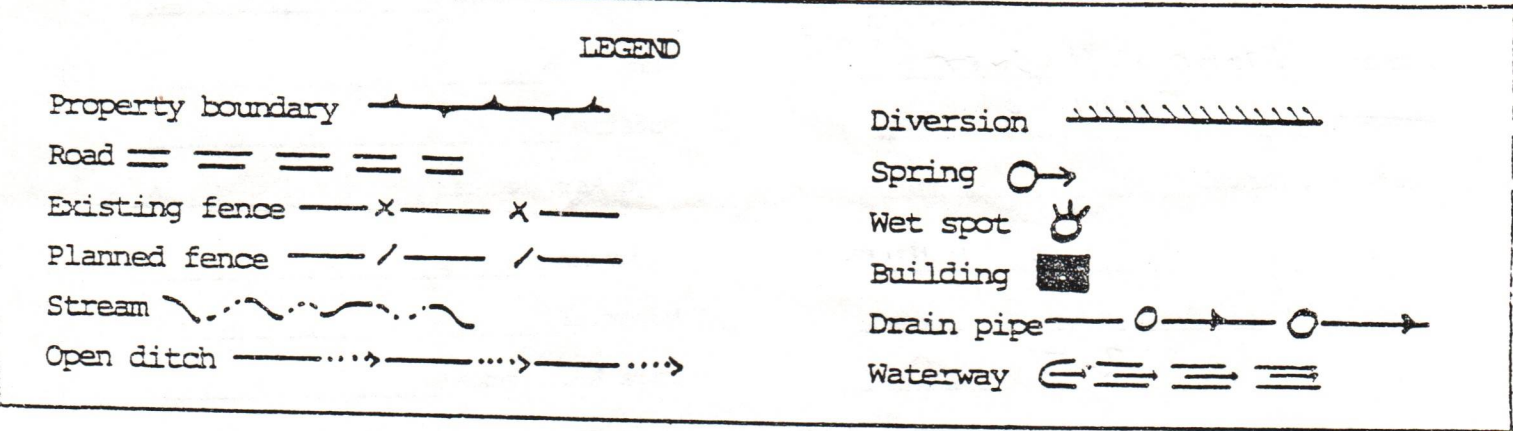 LEGEND
Property boundary
Road
Existing fence
Planned fence
Stream
Open ditch
Diversion
Spring
Wet spot
Building
Drain pipe
Waterway